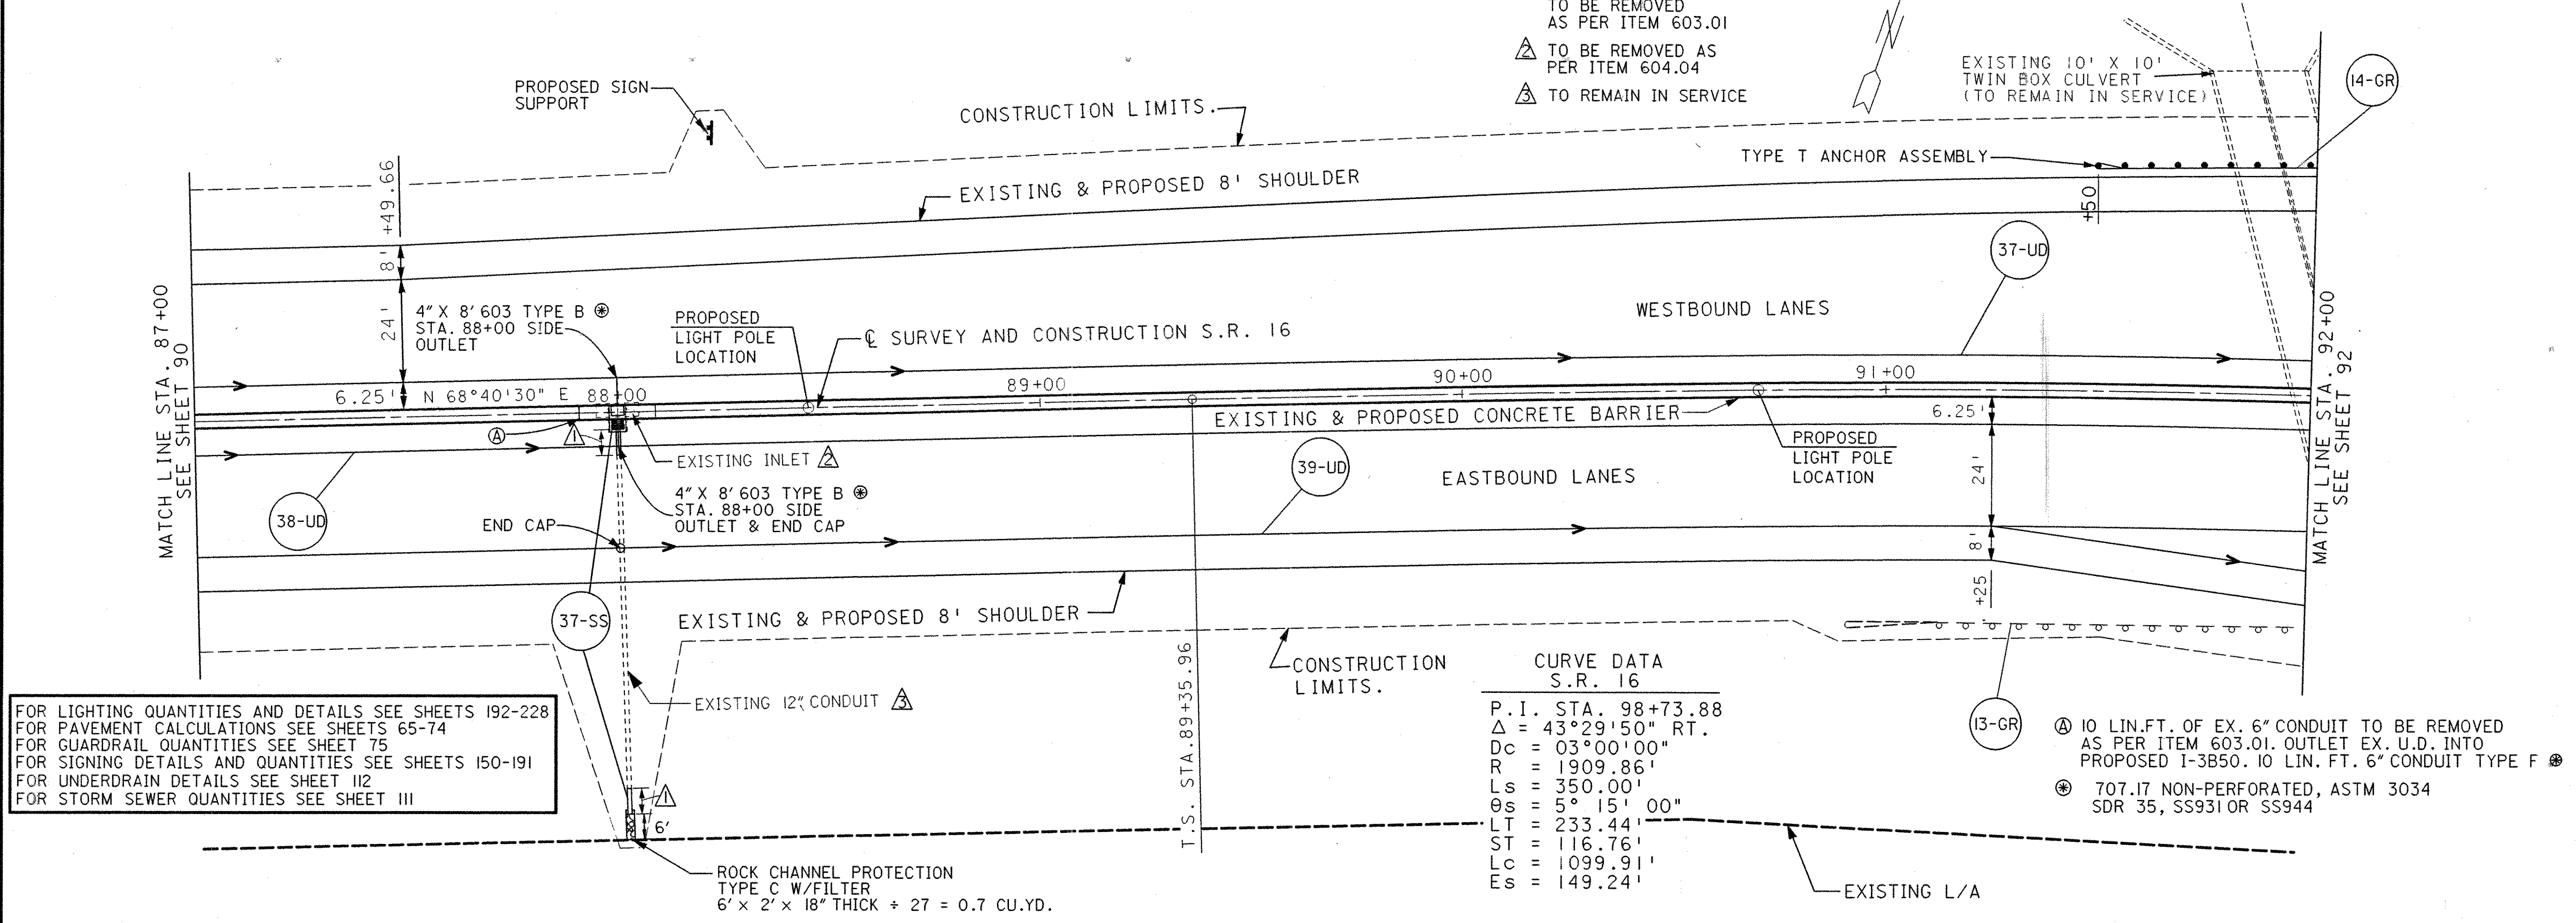 TO BE REMOVED
AS PER ITEM 603.01
2 TO BE REMOVED AS
PER ITEM 604.04
3 TO REMAIN IN SERVICE
N
EXISTING 10' X 10'
TWIN BOX CULVERT
(TO REMAIN IN SERVICE)
14-GR
PROPOSED SIGN
SUPPORT
CONSTRUCTION LIMITS.
TYPE T ANCHOR ASSEMBLY
+50
EXISTING & PROPOSED 8' SHOULDER
+49.66
8'
24'
6.25'
MATCH LINE STA. 87+00
SEE SHEET 90
4" X 8' 603 TYPE B ⊛
STA. 88+00 SIDE
OUTLET
PROPOSED
LIGHT POLE
LOCATION
℄ SURVEY AND CONSTRUCTION S.R. 16
WESTBOUND LANES
37-UD
N 68°40'30" E
88+00
89+00
90+00
91+00
MATCH LINE STA. 92+00
SEE SHEET 92
EXISTING & PROPOSED CONCRETE BARRIER
6.25'
Ⓐ
1
EXISTING INLET 2
PROPOSED
LIGHT POLE
LOCATION
24'
8'
+25
38-UD
4" X 8' 603 TYPE B ⊛
STA. 88+00 SIDE
OUTLET & END CAP
END CAP
39-UD
EASTBOUND LANES
37-SS
EXISTING & PROPOSED 8' SHOULDER
CONSTRUCTION
LIMITS.
T.S. STA.89+35.96
EXISTING 12" CONDUIT 3
13-GR
CURVE DATA
S.R. 16
P.I. STA. 98+73.88
Δ = 43°29'50" RT.
Dc = 03°00'00"
R = 1909.86'
Ls = 350.00'
θs = 5° 15' 00"
LT = 233.44'
ST = 116.76'
Lc = 1099.91'
Es = 149.24'
FOR LIGHTING QUANTITIES AND DETAILS SEE SHEETS 192-228
FOR PAVEMENT CALCULATIONS SEE SHEETS 65-74
FOR GUARDRAIL QUANTITIES SEE SHEET 75
FOR SIGNING DETAILS AND QUANTITIES SEE SHEETS 150-191
FOR UNDERDRAIN DETAILS SEE SHEET 112
FOR STORM SEWER QUANTITIES SEE SHEET 111
1
6'
ROCK CHANNEL PROTECTION
TYPE C W/FILTER
6' x 2' x 18" THICK ÷ 27 = 0.7 CU.YD.
EXISTING L/A
Ⓐ 10 LIN.FT. OF EX. 6" CONDUIT TO BE REMOVED
AS PER ITEM 603.01. OUTLET EX. U.D. INTO
PROPOSED I-3B50. 10 LIN. FT. 6" CONDUIT TYPE F ⊛
⊛ 707.17 NON-PERFORATED, ASTM 3034
SDR 35, SS931 OR SS944